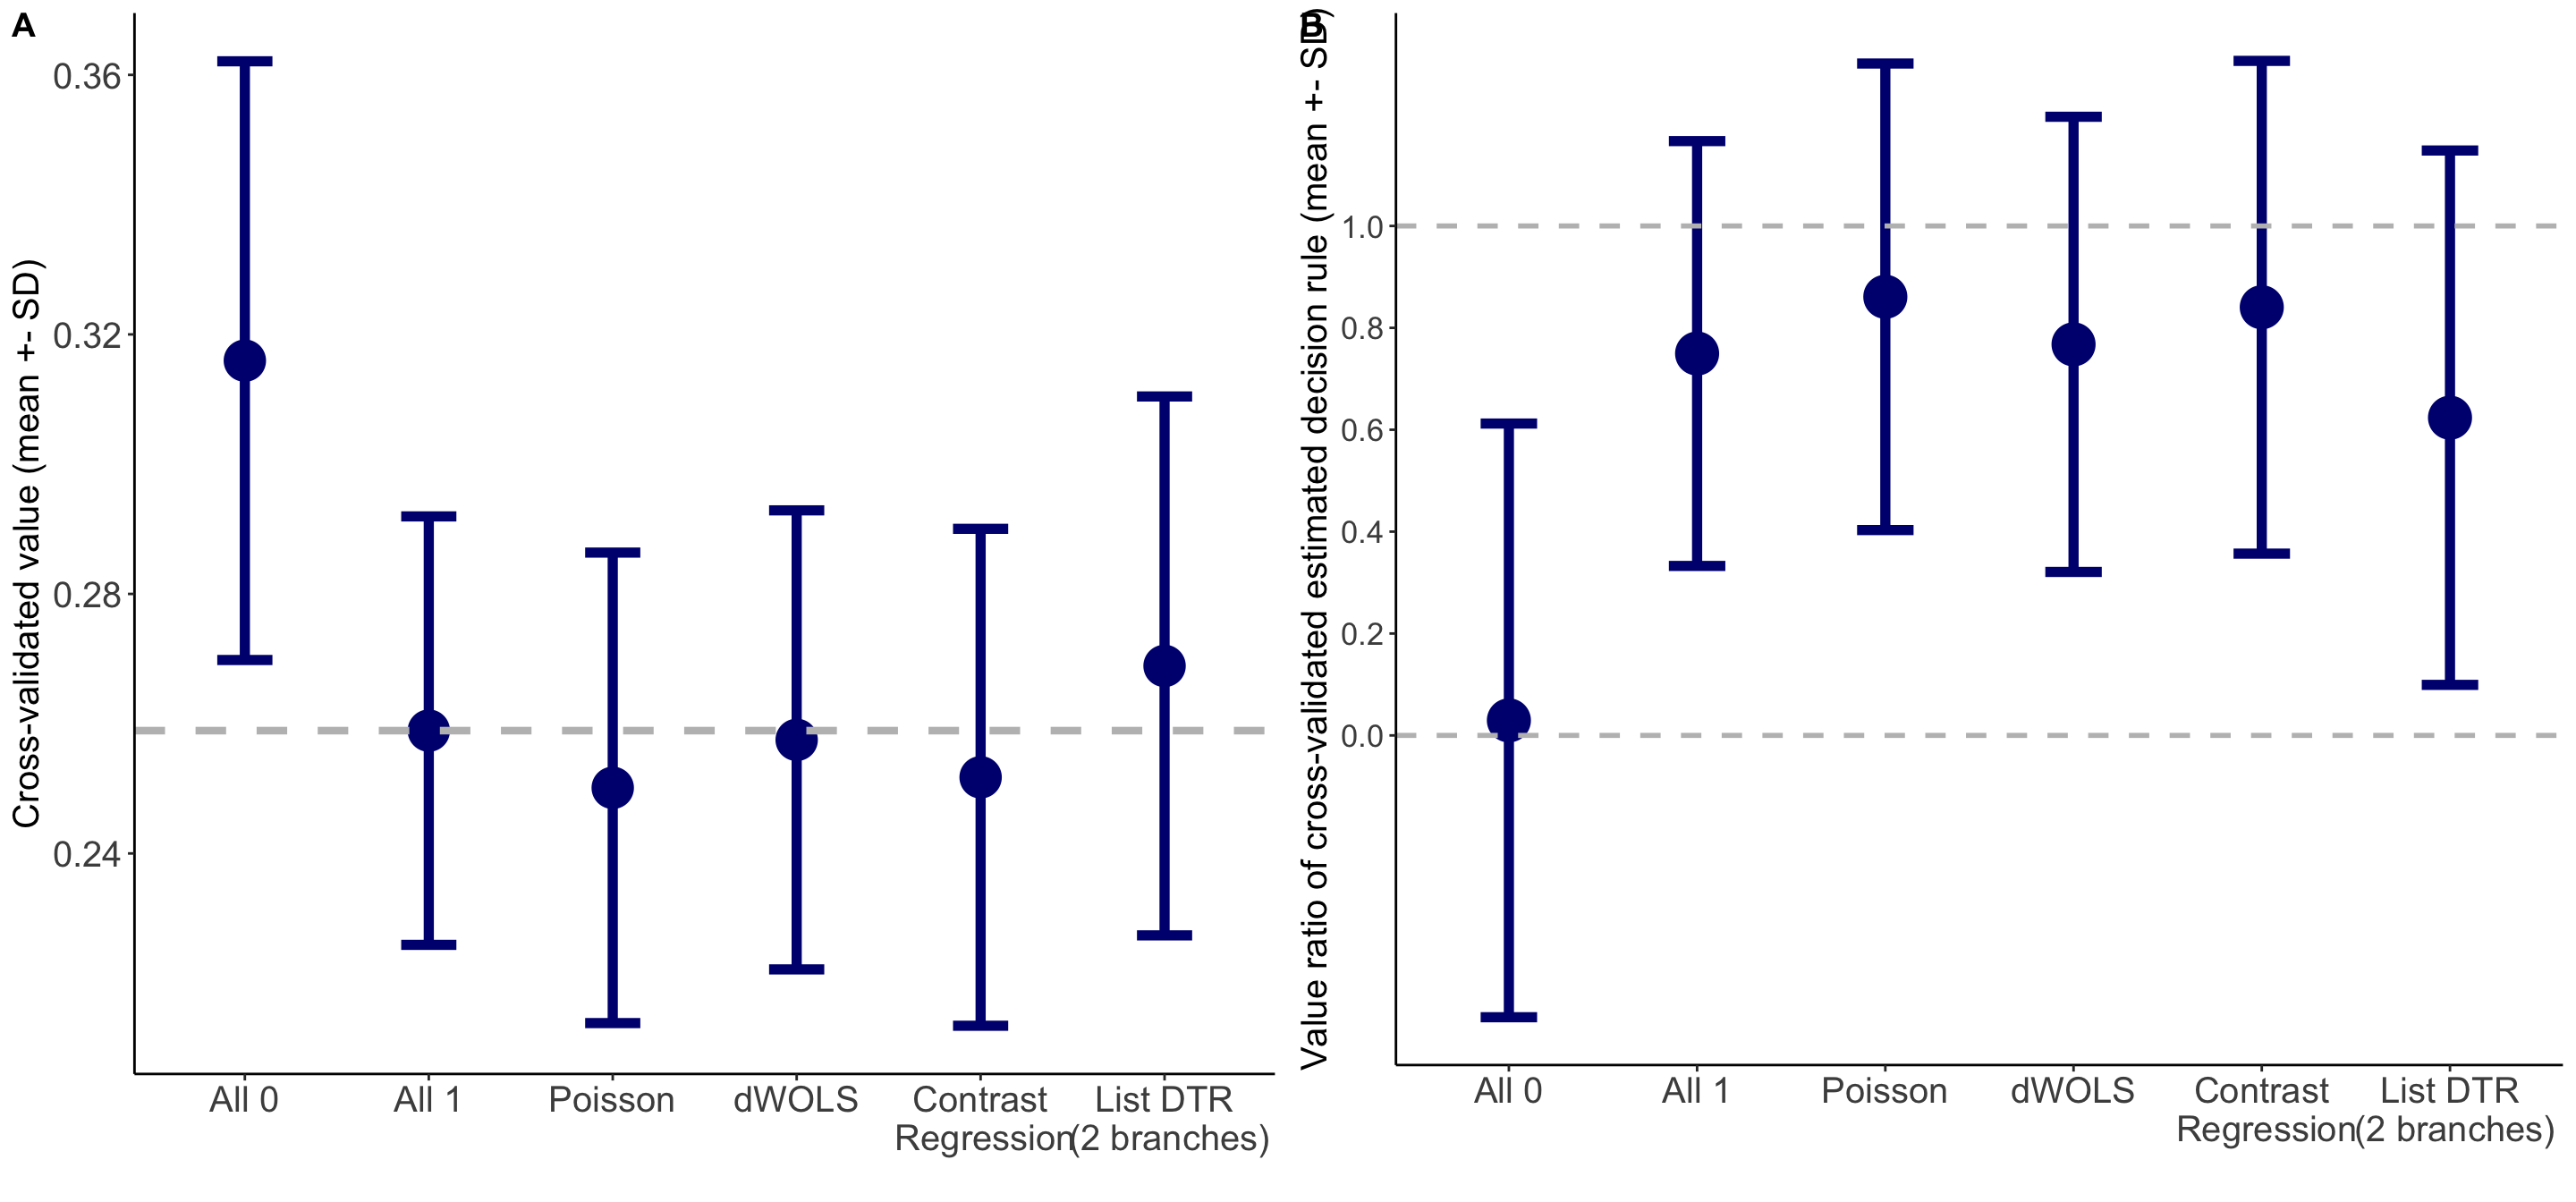 A
Cross-validated value (mean +- SD)
0.36
0.32
0.28
0.24
All 0
All 1
Poisson
dWOLS
Contrast
Regression
List DTR
(2 branches)
B
Value ratio of cross-validated estimated decision rule (mean +- SD)
1.0
0.8
0.6
0.4
0.2
0.0
All 0
All 1
Poisson
dWOLS
Contrast
Regression
List DTR
(2 branches)